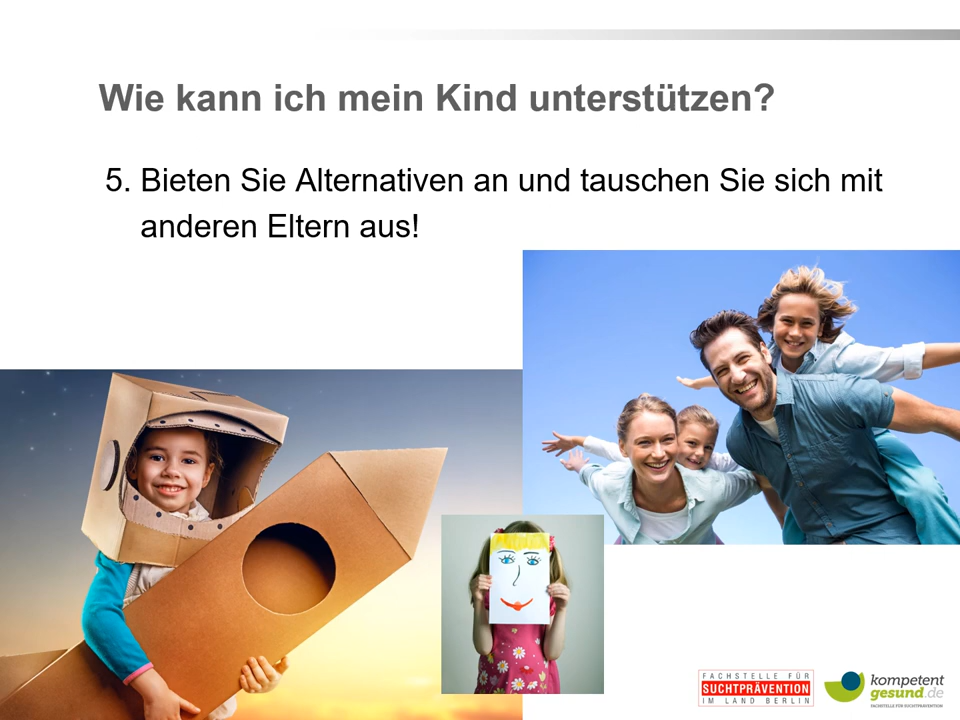 Wie kann ich mein Kind unterstützen?
5. Bieten Sie Alternativen an und tauschen Sie sich mit
anderen Eltern aus!
FACHSTELLE FÜR
SUCHTPRÄVENTION
IM LAND BERLIN
kompetent
gesund.de
FACHSTELLE FÜR SUCHTPRÄVENTION